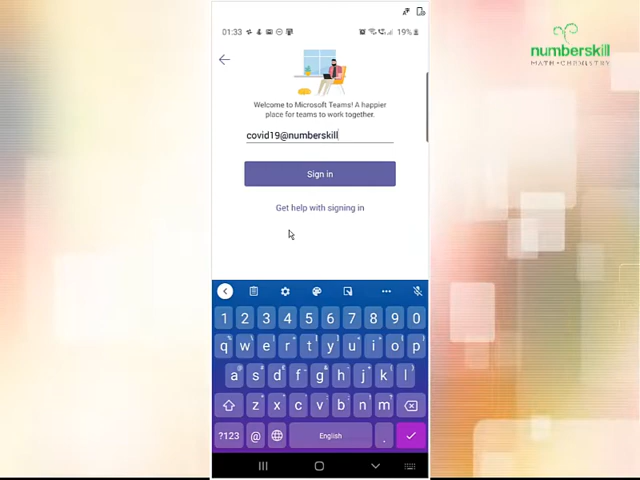 01:33
19%
numberskill
MATH - CHEMISTRY
Welcome to Microsoft Teams! A happier
place for teams to work together.
covid19@numberskill
Sign in
Get help with signing in
1 2 3 4 5 6 7 8 9 0
q w e r t y u i o p
a s d f g h j k l
z x c v b n m
?123 @ English .